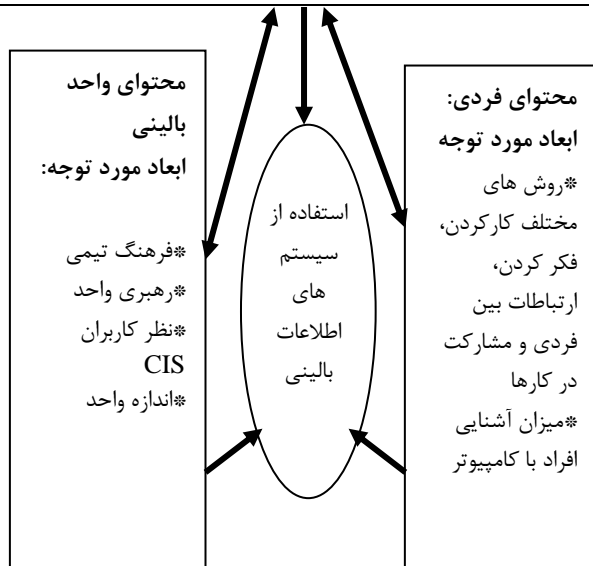 محتوای فردی:
ابعاد مورد توجه
*روش های
مختلف کارکردن،
فکر کردن،
ارتباطات بین
فردی و مشارکت
در کارها
*میزان آشنایی
افراد با کامپیوتر
استفاده از
سیستم
های
اطلاعات
بالینی
محتوای واحد
بالینی
ابعاد مورد توجه:
*فرهنگ تیمی
*رهبری واحد
*نظر کاربران
CIS
*اندازه واحد